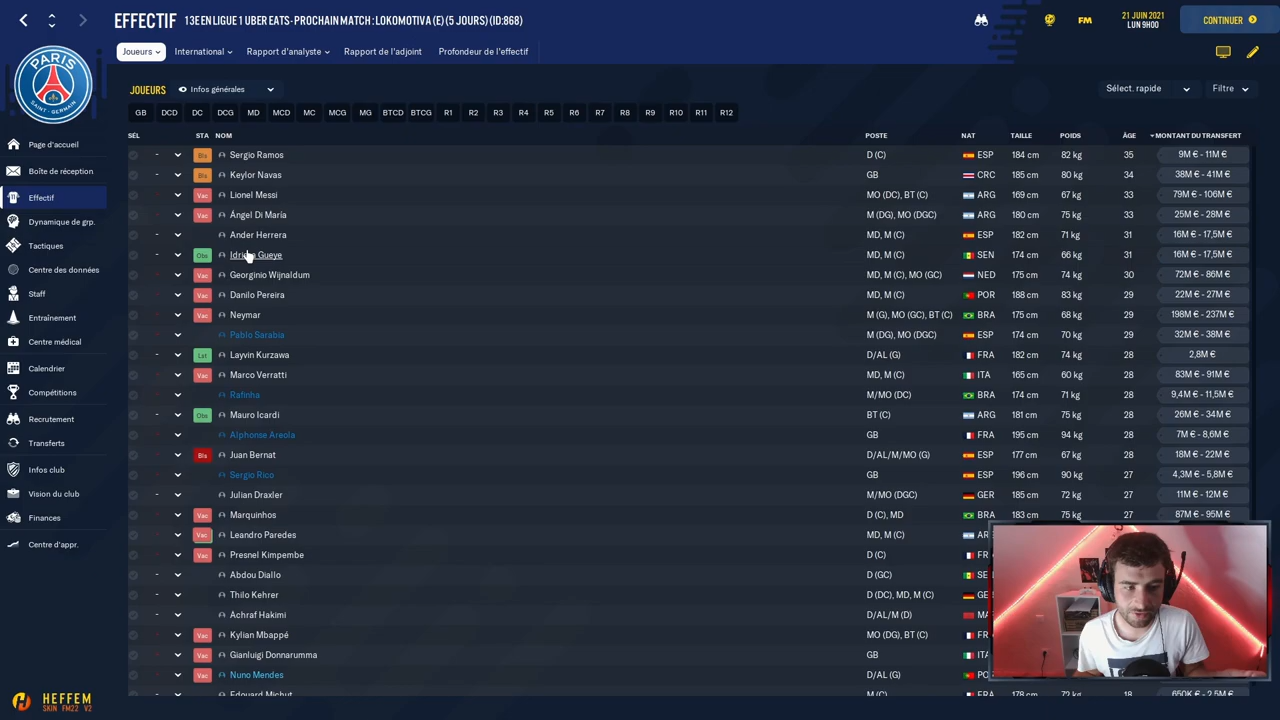 EFFECTIF
13E EN LIGUE 1 UBER EATS - PROCHAIN MATCH : LOKOMOTIVA (E) (5 JOURS) (ID:868)
FM
21 JUIN 2021
LUN 9H00
CONTINUER
PARIS
SAINT-GERMAIN
Joueurs
International
Rapport d'analyste
Rapport de l'adjoint
Profondeur de l'effectif
JOUEURS
Infos générales
Sélect. rapide
Filtre
GB DCD DC DCG MD MCD MC MCG MG BTCD BTCG R1 R2 R3 R4 R5 R6 R7 R8 R9 R10 R11 R12
SÉL STA NOM POSTE NAT TAILLE POIDS ÂGE MONTANT DU TRANSFERT
Page d'accueil
Boîte de réception
Effectif
Dynamique de grp.
Tactiques
Centre des données
Staff
Entraînement
Centre médical
Calendrier
Compétitions
Recrutement
Transferts
Infos club
Vision du club
Finances
Centre d'appr.
HEFFEM
SKIN FM22 V2
- Bls Sergio Ramos D (C) ESP 184 cm 82 kg 35 9M € - 11M €
- Bls Keylor Navas GB CRC 185 cm 80 kg 34 38M € - 41M €
- Vac Lionel Messi MO (DC), BT (C) ARG 169 cm 67 kg 33 79M € - 106M €
- Vac Ángel Di María M (DG), MO (DGC) ARG 180 cm 75 kg 33 25M € - 28M €
- Ander Herrera MD, M (C) ESP 182 cm 71 kg 31 16M € - 17,5M €
- Obs Gueye MD, M (C) SEN 174 cm 66 kg 31 16M € - 17,5M €
- Vac Georginio Wijnaldum MD, M (C), MO (GC) NED 175 cm 74 kg 30 72M € - 86M €
- Vac Danilo Pereira MD, M (C) POR 188 cm 83 kg 29 22M € - 27M €
- Vac Neymar M (G), MO (GC), BT (C) BRA 175 cm 68 kg 29 198M € - 237M €
- Pablo Sarabia M (DG), MO (DGC) ESP 174 cm 70 kg 29 32M € - 38M €
- Lst Layvin Kurzawa D/AL (G) FRA 182 cm 74 kg 28 2,8M €
- Vac Marco Verratti MD, M (C) ITA 165 cm 60 kg 28 83M € - 91M €
- Rafinha M/MO (DC) BRA 174 cm 71 kg 28 9,4M € - 11,5M €
- Obs Mauro Icardi BT (C) ARG 181 cm 75 kg 28 26M € - 34M €
- Alphonse Areola GB FRA 195 cm 94 kg 28 7M € - 8,6M €
- Bls Juan Bernat D/AL/M/MO (G) ESP 177 cm 67 kg 28 18M € - 22M €
- Sergio Rico GB ESP 196 cm 90 kg 27 4,3M € - 5,8M €
- Julian Draxler M/MO (DGC) GER 185 cm 72 kg 27 11M € - 12M €
- Vac Marquinhos D (C), MD BRA 183 cm 75 kg 27 87M € - 95M €
- Vac Leandro Paredes MD, M (C)
- Vac Presnel Kimpembe D (C)
- Abdou Diallo D (GC)
- Thilo Kehrer D (DC), MD, M (C)
- Achraf Hakimi D/AL/M (D)
- Vac Kylian Mbappé MO (DG), BT (C)
- Vac Gianluigi Donnarumma GB
- Vac Nuno Mendes D/AL (G)
Edouard Michut M (C) FRA 178 cm 72 kg 18 650K € - 2,5M €